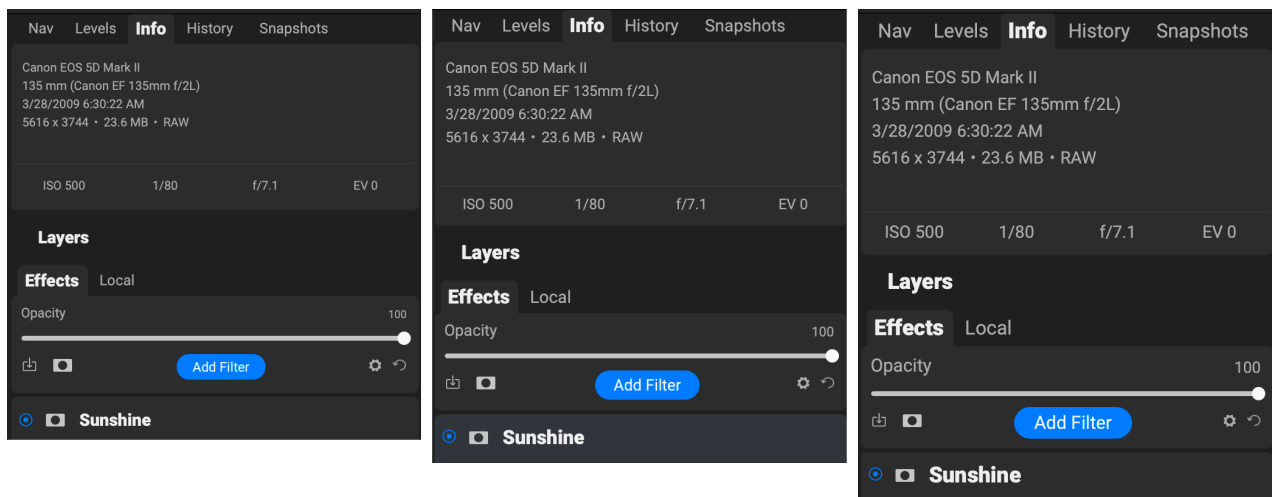 Nav Levels Info History Snapshots
Canon EOS 5D Mark II
135 mm (Canon EF 135mm f/2L)
3/28/2009 6:30:22 AM
5616 x 3744 • 23.6 MB • RAW
ISO 500 1/80 f/7.1 EV 0
Layers
Effects Local
Opacity 100
Add Filter
Sunshine
Nav Levels Info History Snapshots
Canon EOS 5D Mark II
135 mm (Canon EF 135mm f/2L)
3/28/2009 6:30:22 AM
5616 x 3744 • 23.6 MB • RAW
ISO 500 1/80 f/7.1 EV 0
Layers
Effects Local
Opacity 100
Add Filter
Sunshine
Nav Levels Info History Snapshots
Canon EOS 5D Mark II
135 mm (Canon EF 135mm f/2L)
3/28/2009 6:30:22 AM
5616 x 3744 • 23.6 MB • RAW
ISO 500 1/80 f/7.1 EV 0
Layers
Effects Local
Opacity 100
Add Filter
Sunshine